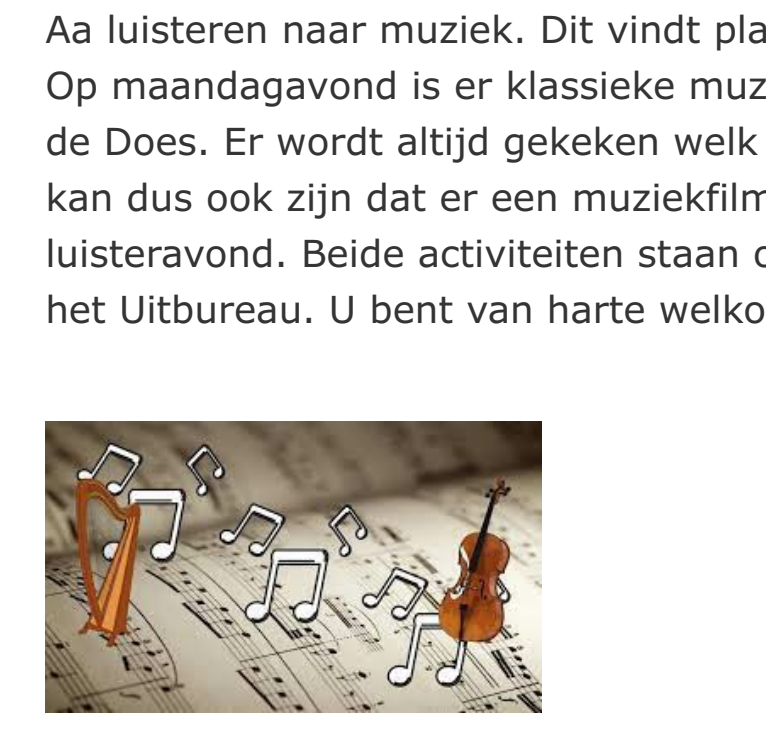 Aa luisteren naar muziek. Dit vindt pla
Op maandagavond is er klassieke muz
de Does. Er wordt altijd gekeken welk
kan dus ook zijn dat er een muziekfilm
luisteravond. Beide activiteiten staan o
het Uitbureau. U bent van harte welko